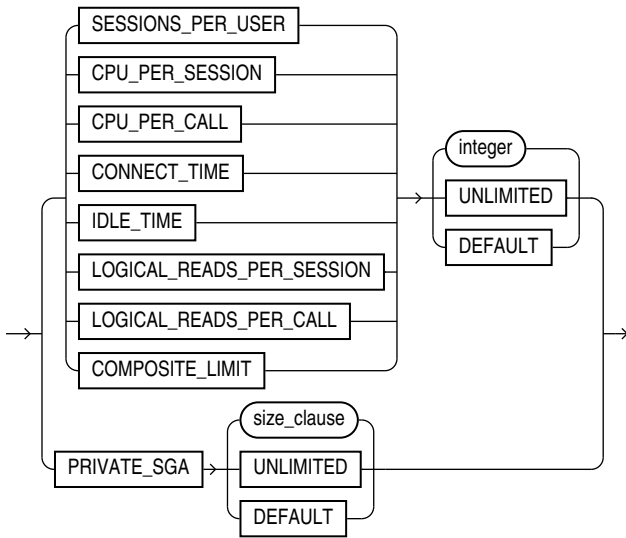 SESSIONS_PER_USER
CPU_PER_SESSION
CPU_PER_CALL
CONNECT_TIME
IDLE_TIME
LOGICAL_READS_PER_SESSION
LOGICAL_READS_PER_CALL
COMPOSITE_LIMIT
integer
UNLIMITED
DEFAULT
PRIVATE_SGA
size_clause
UNLIMITED
DEFAULT